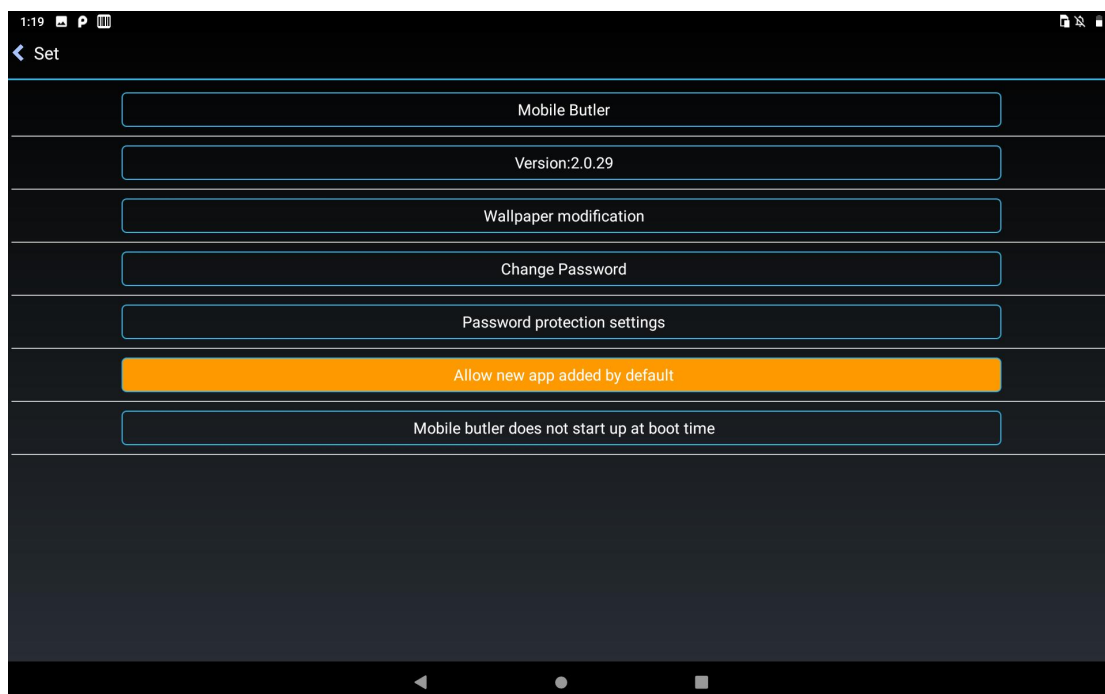 1:19
Set
Mobile Butler
Version:2.0.29
Wallpaper modification
Change Password
Password protection settings
Allow new app added by default
Mobile butler does not start up at boot time